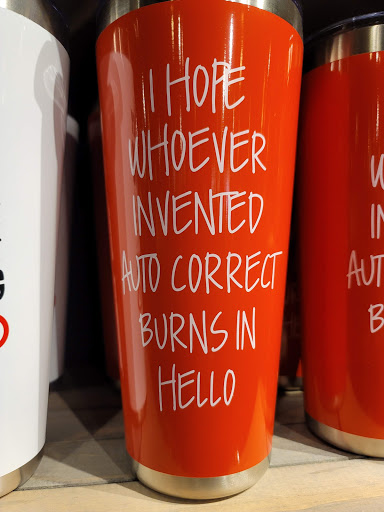 I HOPE
WHOEVER
INVENTED
AUTO CORRECT
BURNS IN
HELLO